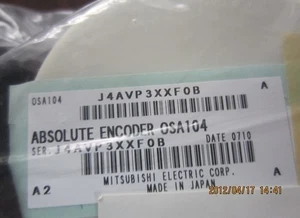 J4AVP3XXF0B
OSA104 A
ABSOLUTE ENCODER OSA104
SER. J4AVP3XXF0B DATE 0710
MITSUBISHI ELECTRIC CORP.
A2 MADE IN JAPAN A
2012/04/17 14:41